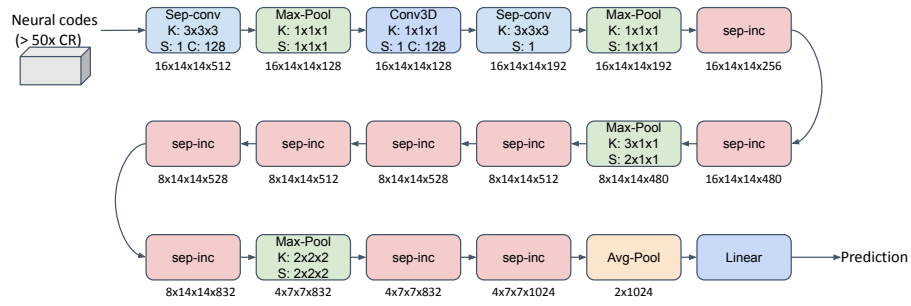 Neural codes
(> 50x CR)
Sep-conv
K: 3x3x3
S: 1 C: 128
16x14x14x512
Max-Pool
K: 1x1x1
S: 1x1x1
16x14x14x128
Conv3D
K: 1x1x1
S: 1 C: 128
16x14x14x128
Sep-conv
K: 3x3x3
S: 1
16x14x14x192
Max-Pool
K: 1x1x1
S: 1x1x1
16x14x14x192
sep-inc
16x14x14x256
sep-inc
8x14x14x528
sep-inc
8x14x14x512
sep-inc
8x14x14x528
sep-inc
8x14x14x512
Max-Pool
K: 3x1x1
S: 2x1x1
8x14x14x480
sep-inc
16x14x14x480
sep-inc
8x14x14x832
Max-Pool
K: 2x2x2
S: 2x2x2
4x7x7x832
sep-inc
4x7x7x832
sep-inc
4x7x7x1024
Avg-Pool
2x1024
Linear
Prediction